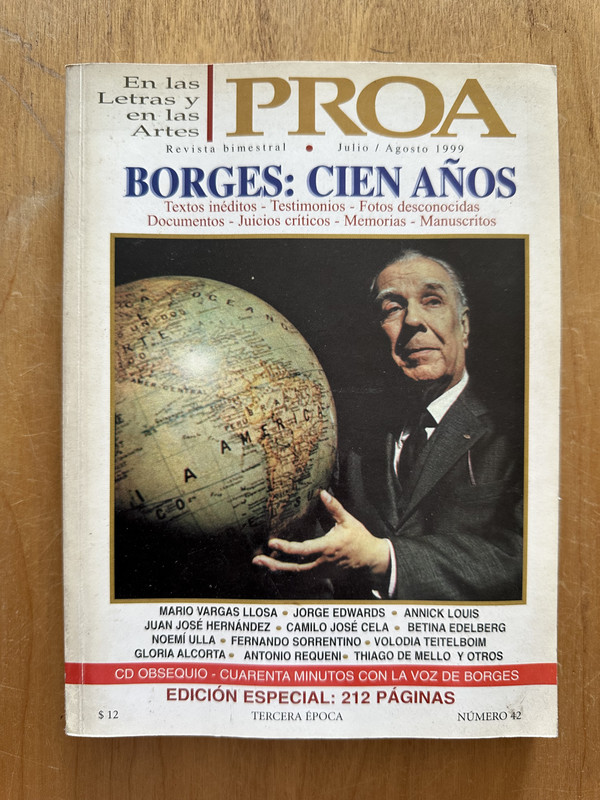 En las
Letras y
en las
Artes
PROA
Revista bimestral • Julio / Agosto 1999
BORGES: CIEN AÑOS
Textos inéditos - Testimonios - Fotos desconocidas
Documentos - Juicios críticos - Memorias - Manuscritos
OCEANO
AMERICA
MARIO VARGAS LLOSA • JORGE EDWARDS • ANNICK LOUIS
JUAN JOSÉ HERNÁNDEZ • CAMILO JOSÉ CELA • BETINA EDELBERG
NOEMÍ ULLA • FERNANDO SORRENTINO • VOLODIA TEITELBOIM
GLORIA ALCORTA • ANTONIO REQUENI • THIAGO DE MELLO Y OTROS
CD OBSEQUIO - CUARENTA MINUTOS CON LA VOZ DE BORGES
EDICIÓN ESPECIAL: 212 PÁGINAS
$ 12 TERCERA ÉPOCA NÚMERO 42